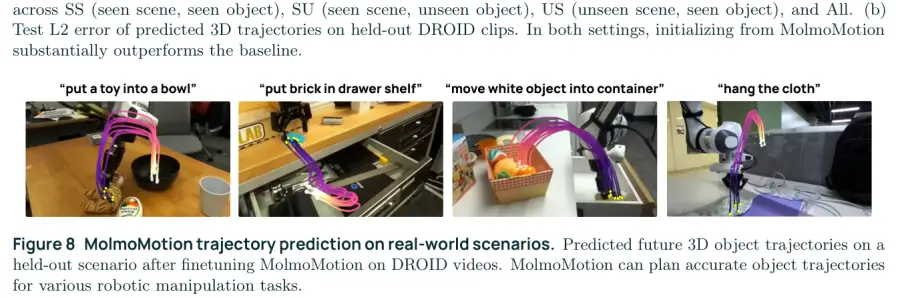 across SS (seen scene, seen object), SU (seen scene, unseen object), US (unseen scene, seen object), and All. (b)
Test L2 error of predicted 3D trajectories on held-out DROID clips. In both settings, initializing from MolmoMotion
substantially outperforms the baseline.
“put a toy into a bowl” “put brick in drawer shelf” “move white object into container” “hang the cloth”
LAB
Figure 8 MolmoMotion trajectory prediction on real-world scenarios. Predicted future 3D object trajectories on a
held-out scenario after finetuning MolmoMotion on DROID videos. MolmoMotion can plan accurate object trajectories
for various robotic manipulation tasks.